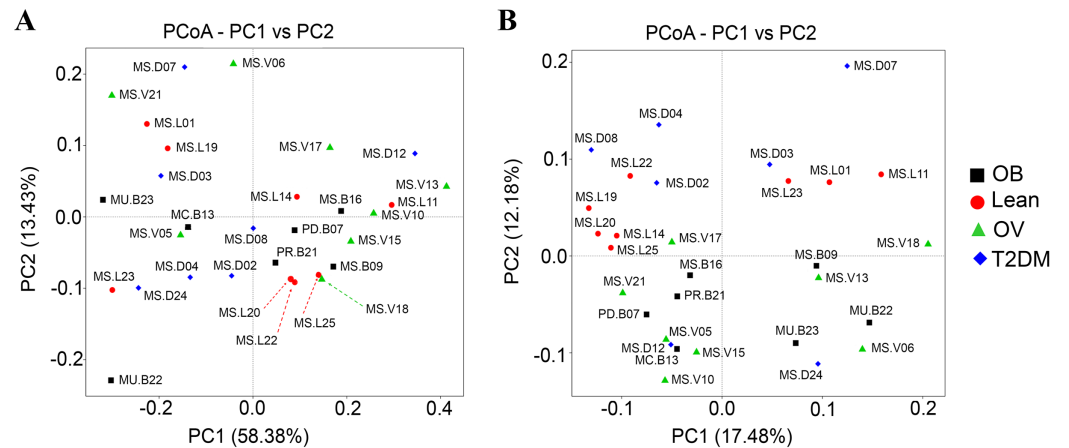 A
PCoA - PC1 vs PC2
PC2 (13.43%)
0.2
0.1
0.0
-0.1
-0.2
MS.D07
MS.V06
MS.V21
MS.L01
MS.L19
MS.V17
MS.D12
MS.D03
MS.V13
MU.B23
MS.L14
MS.B16
MS.L11
MC.B13
MS.V10
MS.V05
PD.B07
MS.D08
MS.V15
PR.B21
MS.L23
MS.D04
MS.D02
MS.B09
MS.D24
MS.L20
MS.L25
MS.V18
MS.L22
MU.B22
-0.2
0.0
0.2
0.4
PC1 (58.38%)
B
PCoA - PC1 vs PC2
PC2 (12.18%)
0.2
0.1
0.0
-0.1
MS.D07
MS.D04
MS.D08
MS.D03
MS.L22
MS.L01
MS.L11
MS.D02
MS.L23
MS.L19
MS.L20
MS.L14
MS.V17
MS.V18
MS.L25
MS.B09
MS.B16
MS.V13
MS.V21
PR.B21
PD.B07
MU.B22
MS.V05
MU.B23
MS.D12
MS.V15
MS.V06
MC.B13
MS.D24
MS.V10
-0.1
0.0
0.1
0.2
PC1 (17.48%)
OB
Lean
OV
T2DM